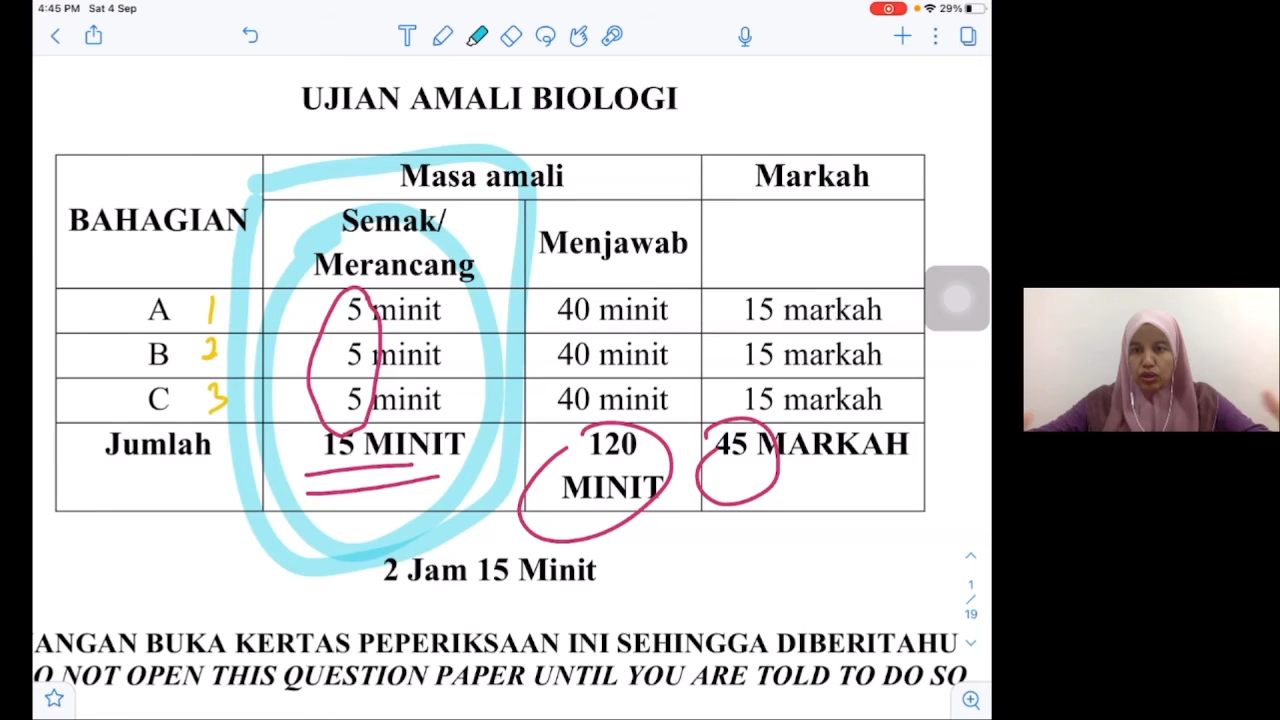 4:45 PM Sat 4 Sep 29%
UJIAN AMALI BIOLOGI
BAHAGIAN Masa amali Markah
Semak/ Merancang Menjawab
A 1 5 minit 40 minit 15 markah
B 2 5 minit 40 minit 15 markah
C 3 5 minit 40 minit 15 markah
Jumlah 15 MINIT 120 MINIT 45 MARKAH
2 Jam 15 Minit
1
/
19
JANGAN BUKA KERTAS PEPERIKSAAN INI SEHINGGA DIBERITAHU
O NOT OPEN THIS QUESTION PAPER UNTIL YOU ARE TOLD TO DO SO